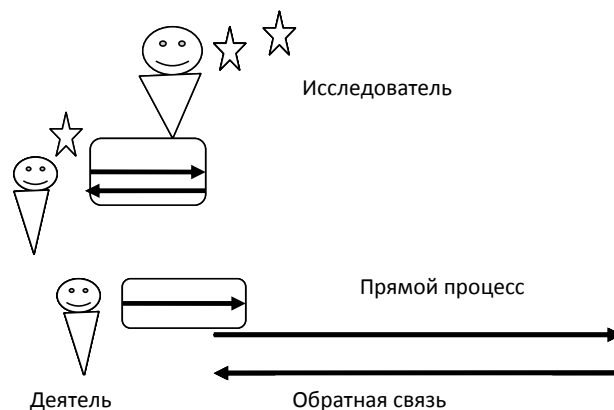 Исследователь
Прямой процесс
Деятель
Обратная связь